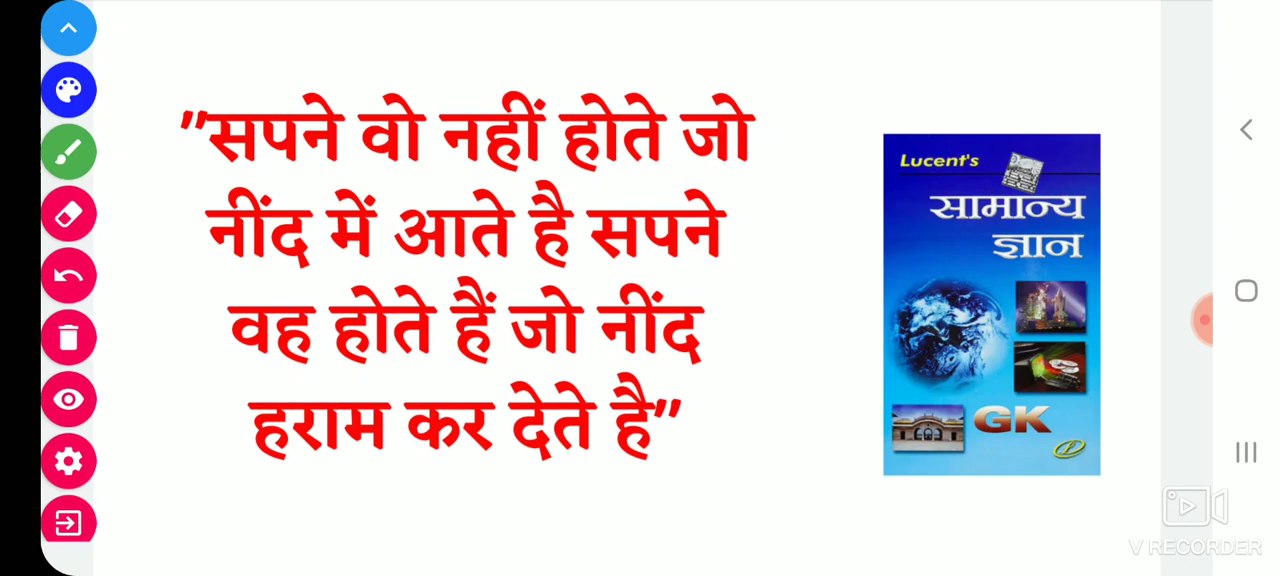 "सपने वो नहीं होते जो
नींद में आते है सपने
वह होते हैं जो नींद
हराम कर देते है"
Lucent's
सामान्य
ज्ञान
GK
V RECORDER